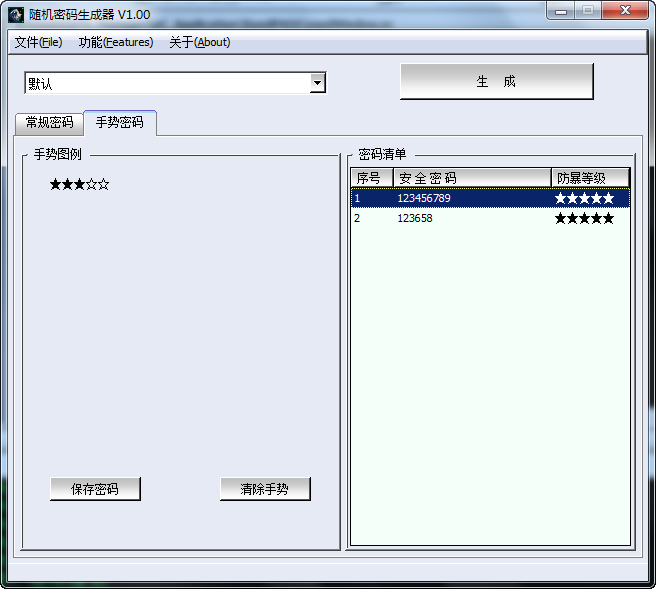 随机密码生成器 V1.00
文件(File) 功能(Features) 关于(About)
默认
生 成
常规密码 手势密码
手势图例
★★★☆☆
保存密码 清除手势
密码清单
序号 安 全 密 码 防暴等级
1 123456789 ★★★★★
2 123658 ★★★★★